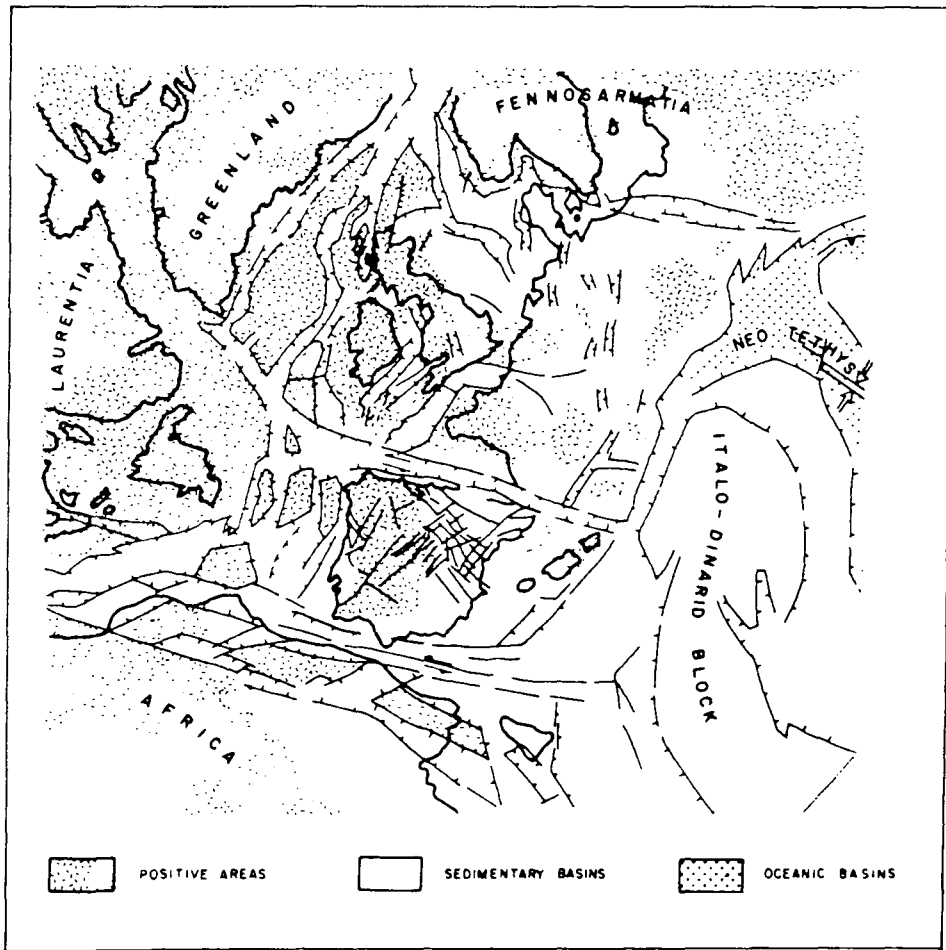 FENNOSARMATIA
GREENLAND
LAURENTIA
NEO TETHYS
ITALO-DINARID BLOCK
AFRICA
POSITIVE AREAS
SEDIMENTARY BASINS
OCEANIC BASINS